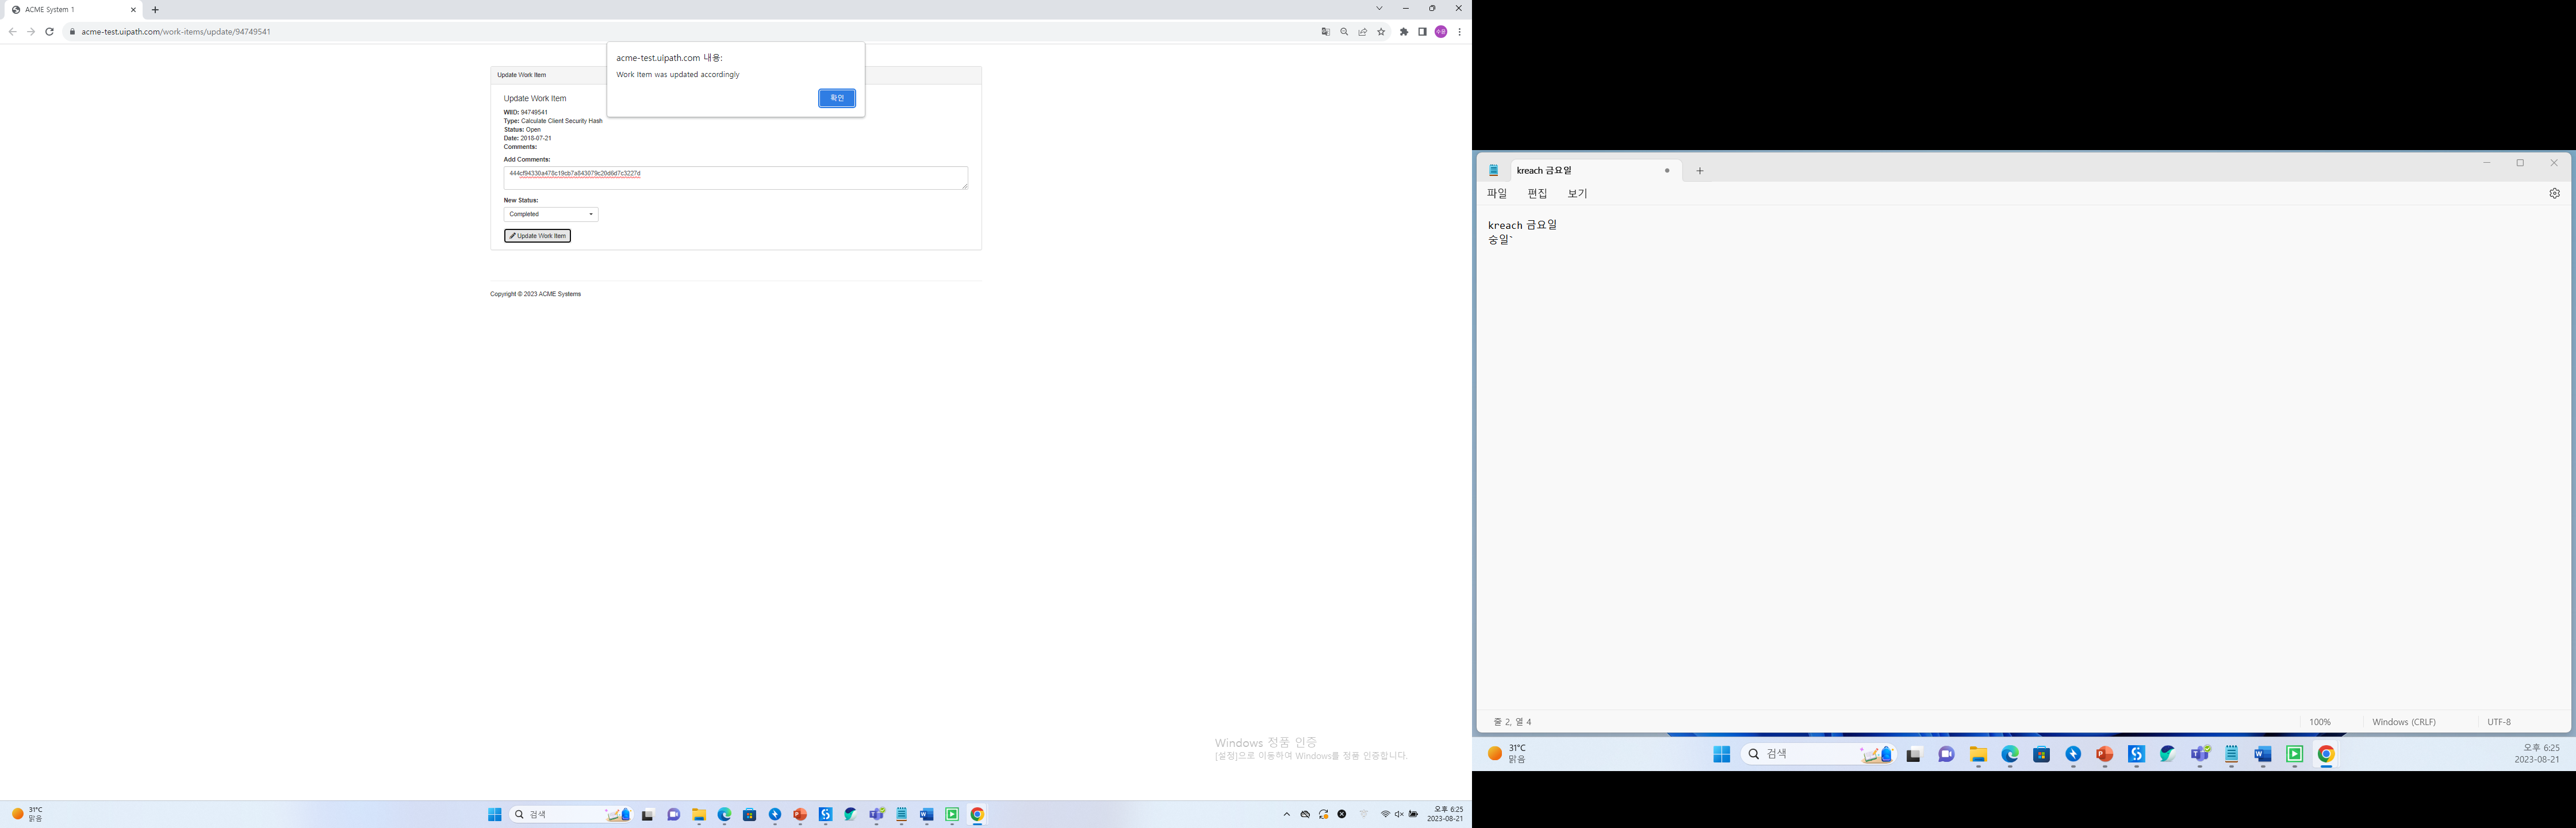 ACME System 1
acme-test.uipath.com/work-items/update/94749541
수윤
acme-test.uipath.com 내용:
Work Item was updated accordingly
확인
Update Work Item
Update Work Item
WIID: 94749541
Type: Calculate Client Security Hash
Status: Open
Date: 2018-07-21
Comments:
Add Comments:
444cf94330a478c19cb7a843079c20d6d7c3227d
New Status:
Completed
Update Work Item
Copyright © 2023 ACME Systems
Windows 정품 인증
[설정]으로 이동하여 Windows를 정품 인증합니다.
31°C
맑음
검색
오후 6:25
2023-08-21
kreach 금요일
파일 편집 보기
kreach 금요일
숭일`
줄 2, 열 4
100%
Windows (CRLF)
UTF-8
31°C
맑음
검색
오후 6:25
2023-08-21